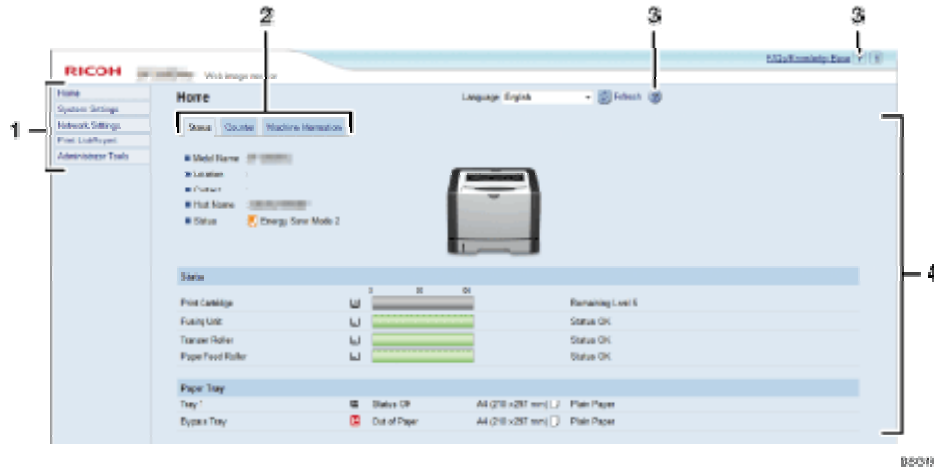 2 3 3
RICOH Web image monitor FAQs/Knowledge Base
1
Home
System Settings
Network Settings
Print List/Report
Administrator Tools
Home Language English Refresh
Status Counter Machine Information
Model Name
Location
Contact
Host Name
Status Energy Saver Mode 2
4
Status
Print Cartridge Remaining Level 5
Fusing Unit Status OK
Transfer Roller Status OK
Paper Feed Roller Status OK
Paper Tray
Tray 1 Status OK A4 (210 x 297 mm) Plain Paper
Bypass Tray Out of Paper A4 (210 x 297 mm) Plain Paper